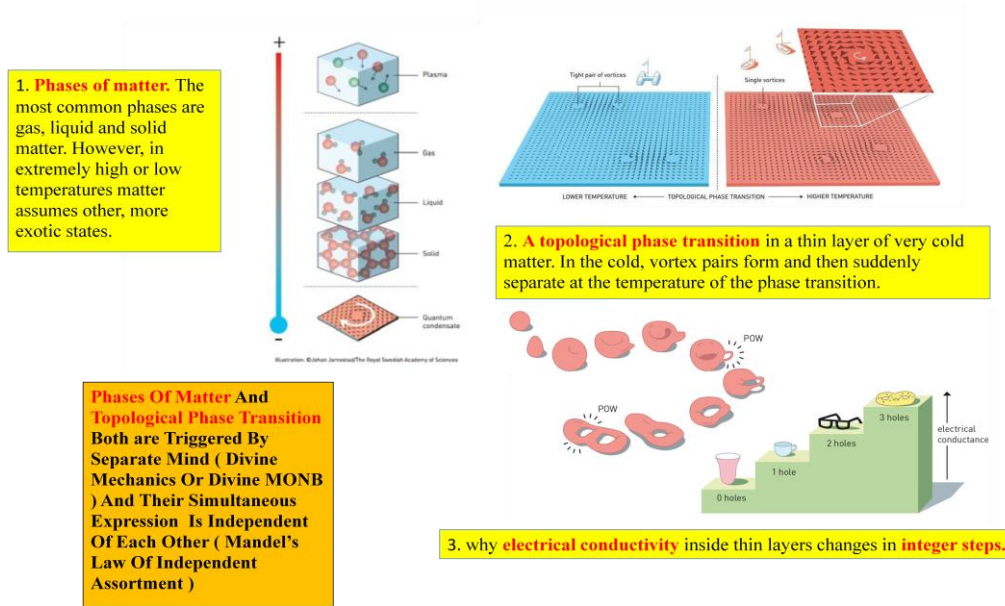 1. Phases of matter. The
most common phases are
gas, liquid and solid
matter. However, in
extremely high or low
temperatures matter
assumes other, more
exotic states.
+
Plasma
Gas
Liquid
Solid
Quantum
condensate
-
Illustration: ©Johan Jarnestad/The Royal Swedish Academy of Sciences
Tight pair of vortices
Single vortices
LOWER TEMPERATURE
TOPOLOGICAL PHASE TRANSITION
HIGHER TEMPERATURE
2. A topological phase transition in a thin layer of very cold
matter. In the cold, vortex pairs form and then suddenly
separate at the temperature of the phase transition.
POW
POW
3 holes
2 holes
1 hole
0 holes
electrical
conductance
3. why electrical conductivity inside thin layers changes in integer steps.
Phases Of Matter And
Topological Phase Transition
Both are Triggered By
Separate Mind ( Divine
Mechanics Or Divine MONB
) And Their Simultaneous
Expression Is Independent
Of Each Other ( Mandel's
Law Of Independent
Assortment )